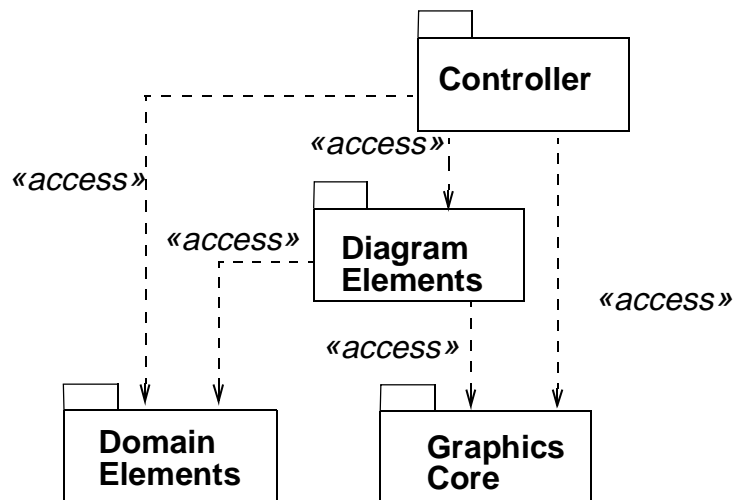 Controller
«access»
«access»
«access»
Diagram
Elements
«access»
«access»
Domain
Elements
Graphics
Core